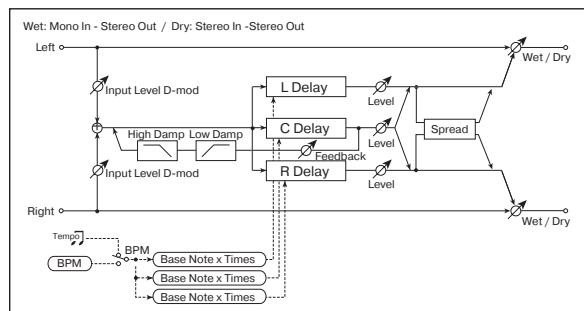 Wet: Mono In - Stereo Out / Dry: Stereo In -Stereo Out
Left
Wet / Dry
Input Level D-mod
L Delay
Level
High Damp
Low Damp
C Delay
Level
Spread
Feedback
Input Level D-mod
R Delay
Level
Right
Wet / Dry
Tempo
BPM
BPM
Base Note x Times
Base Note x Times
Base Note x Times